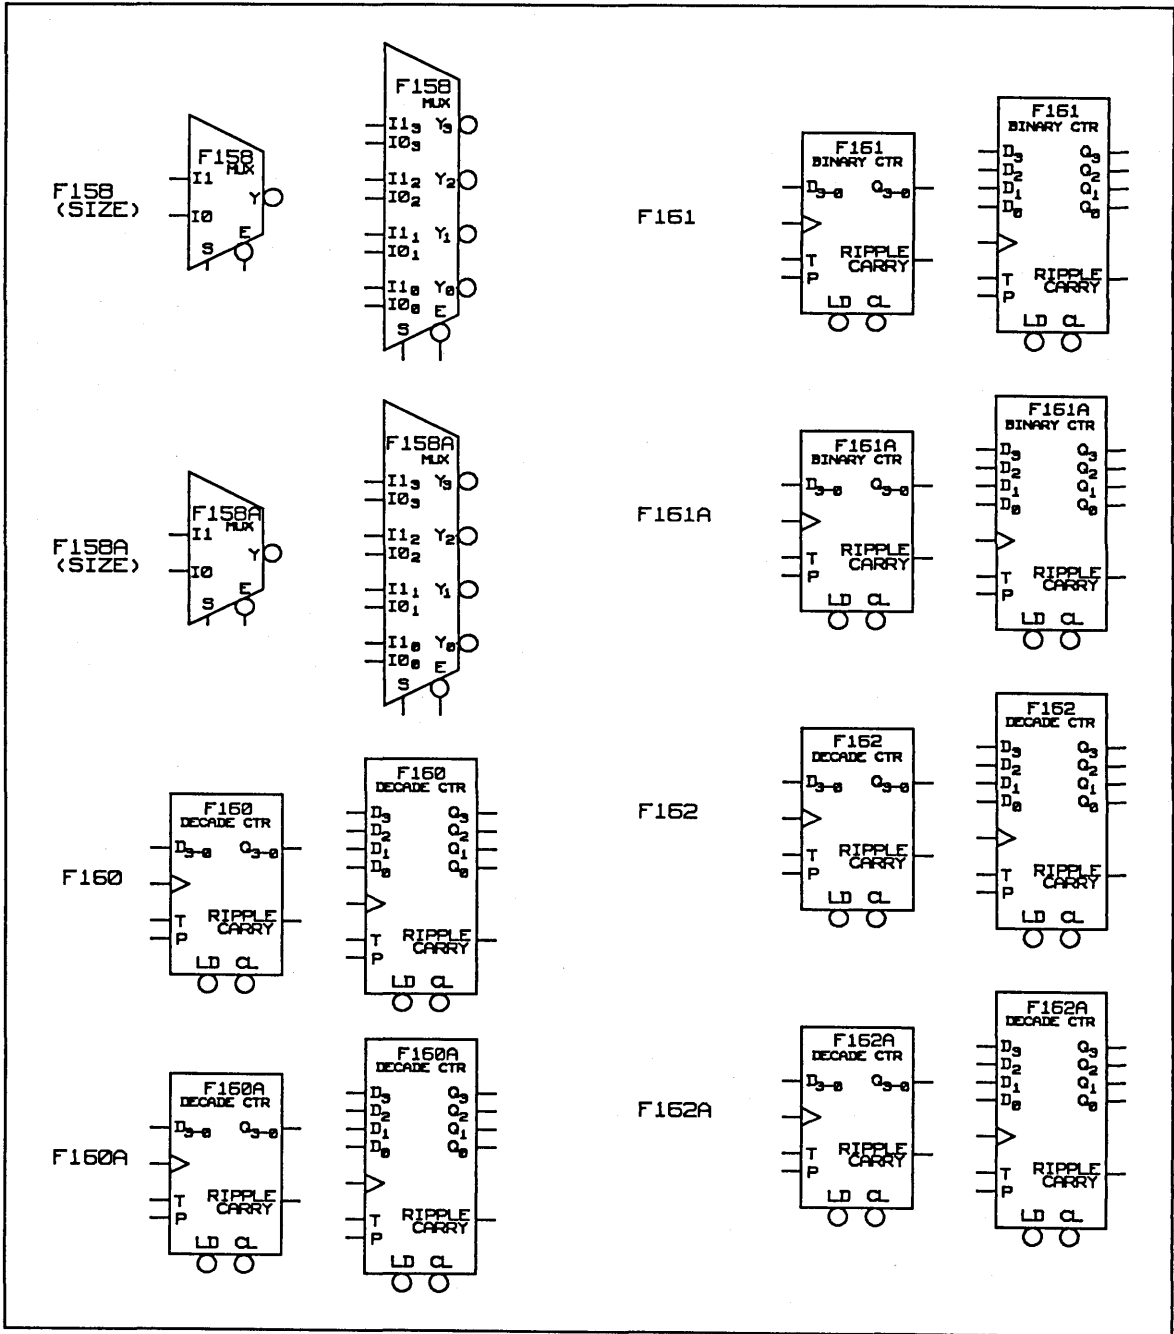 F158
(SIZE)
F158
MUX
I1
I0
Y
S
E
F158
MUX
I1₃ Y₃
I0₃
I1₂ Y₂
I0₂
I1₁ Y₁
I0₁
I1₀ Y₀
I0₀
S
E
F158A
(SIZE)
F158A
MUX
I1
I0
Y
S
E
F158A
MUX
I1₃ Y₃
I0₃
I1₂ Y₂
I0₂
I1₁ Y₁
I0₁
I1₀ Y₀
I0₀
S
E
F160
F160
DECADE CTR
D₃₋₀ Q₃₋₀
T RIPPLE
P CARRY
LD CL
F160
DECADE CTR
D₃ Q₃
D₂ Q₂
D₁ Q₁
D₀ Q₀
T RIPPLE
P CARRY
LD CL
F160A
F160A
DECADE CTR
D₃₋₀ Q₃₋₀
T RIPPLE
P CARRY
LD CL
F160A
DECADE CTR
D₃ Q₃
D₂ Q₂
D₁ Q₁
D₀ Q₀
T RIPPLE
P CARRY
LD CL
F161
F161
BINARY CTR
D₃₋₀ Q₃₋₀
T RIPPLE
P CARRY
LD CL
F161
BINARY CTR
D₃ Q₃
D₂ Q₂
D₁ Q₁
D₀ Q₀
T RIPPLE
P CARRY
LD CL
F161A
F161A
BINARY CTR
D₃₋₀ Q₃₋₀
T RIPPLE
P CARRY
LD CL
F161A
BINARY CTR
D₃ Q₃
D₂ Q₂
D₁ Q₁
D₀ Q₀
T RIPPLE
P CARRY
LD CL
F162
F162
DECADE CTR
D₃₋₀ Q₃₋₀
T RIPPLE
P CARRY
LD CL
F162
DECADE CTR
D₃ Q₃
D₂ Q₂
D₁ Q₁
D₀ Q₀
T RIPPLE
P CARRY
LD CL
F162A
F162A
DECADE CTR
D₃₋₀ Q₃₋₀
T RIPPLE
P CARRY
LD CL
F162A
DECADE CTR
D₃ Q₃
D₂ Q₂
D₁ Q₁
D₀ Q₀
T RIPPLE
P CARRY
LD CL